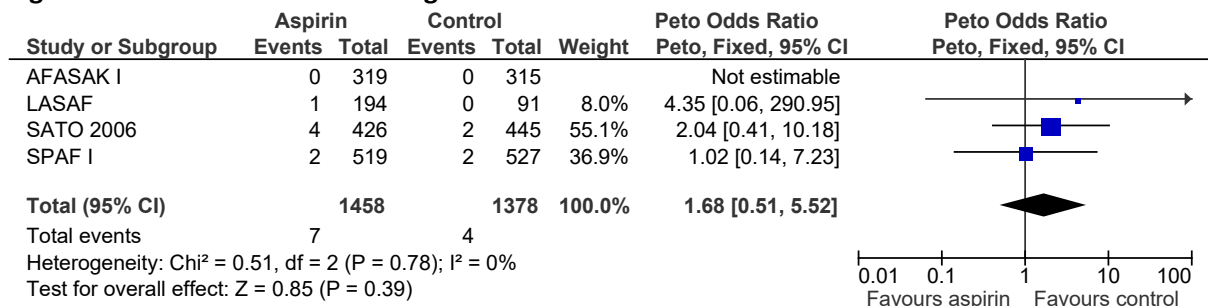 Aspirin Control Peto Odds Ratio Peto Odds Ratio
Study or Subgroup Events Total Events Total Weight Peto, Fixed, 95% CI Peto, Fixed, 95% CI
AFASAK I 0 319 0 315 Not estimable
LASAF 1 194 0 91 8.0% 4.35 [0.06, 290.95]
SATO 2006 4 426 2 445 55.1% 2.04 [0.41, 10.18]
SPAF I 2 519 2 527 36.9% 1.02 [0.14, 7.23]
Total (95% CI) 1458 1378 100.0% 1.68 [0.51, 5.52]
Total events 7 4
Heterogeneity: Chi² = 0.51, df = 2 (P = 0.78); I² = 0%
Test for overall effect: Z = 0.85 (P = 0.39)
0.01 0.1 1 10 100
Favours aspirin Favours control